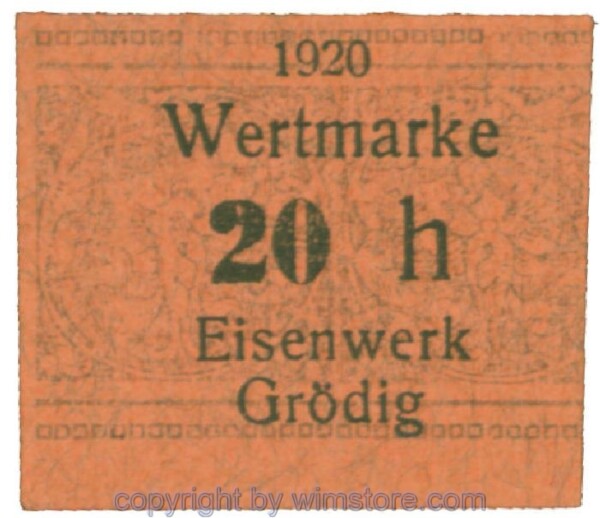 1920
Wertmarke
20 h
Eisenwerk
Grödig
copyright by wimstore.com